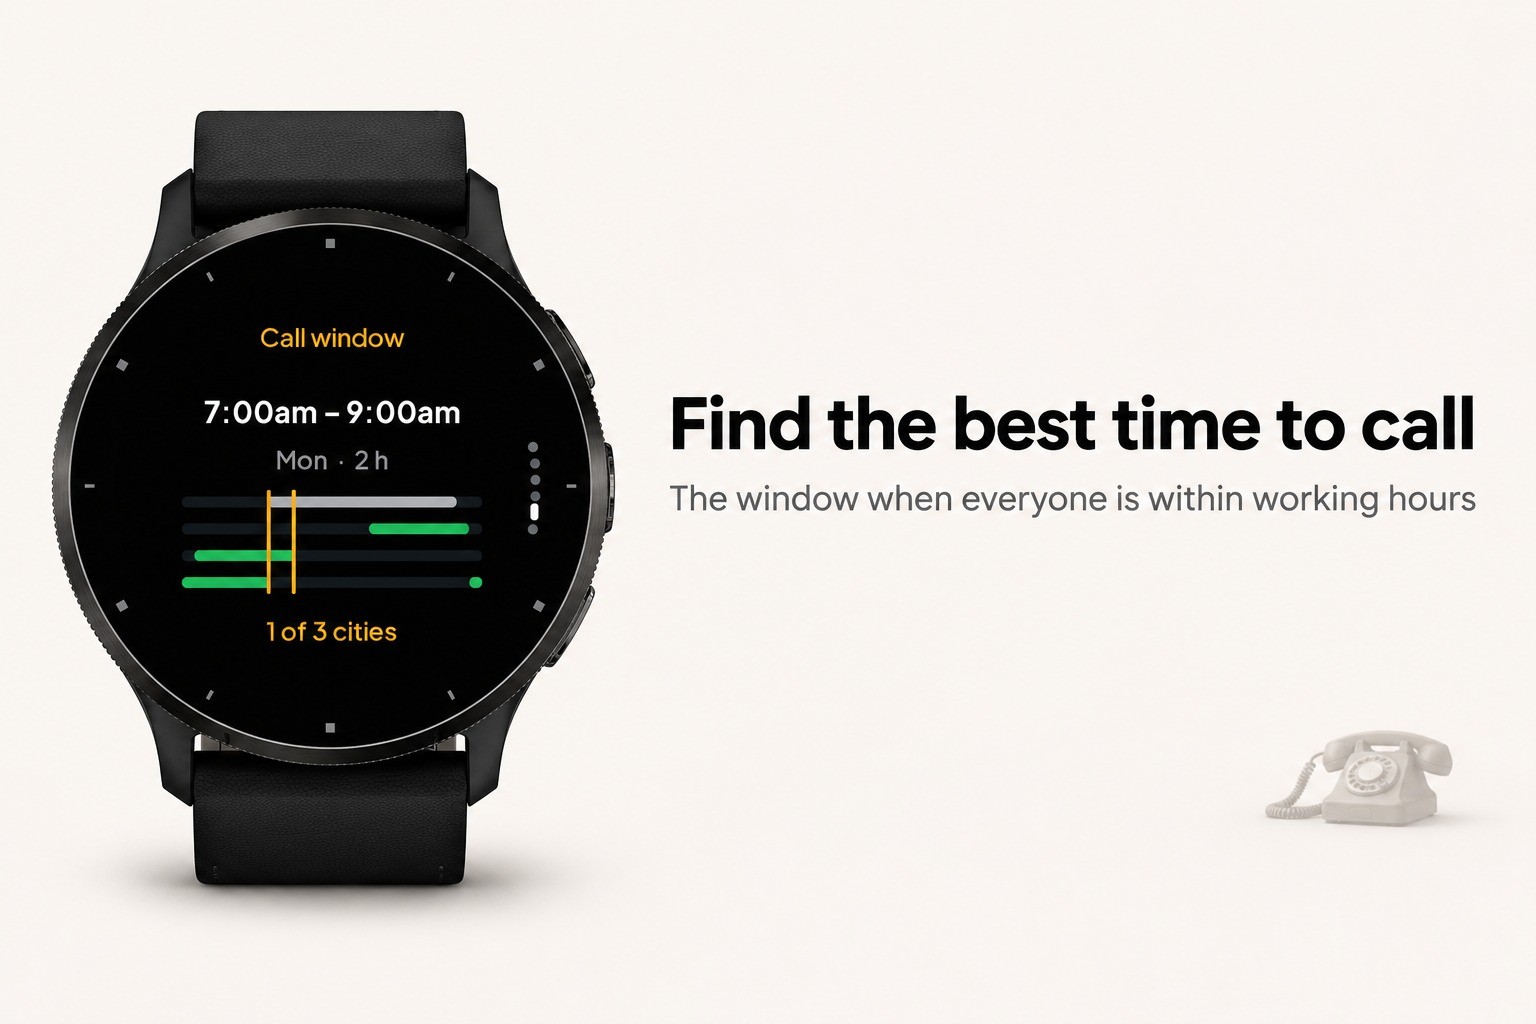 Call window
7:00am – 9:00am
Mon · 2 h
1 of 3 cities
Find the best time to call
The window when everyone is within working hours